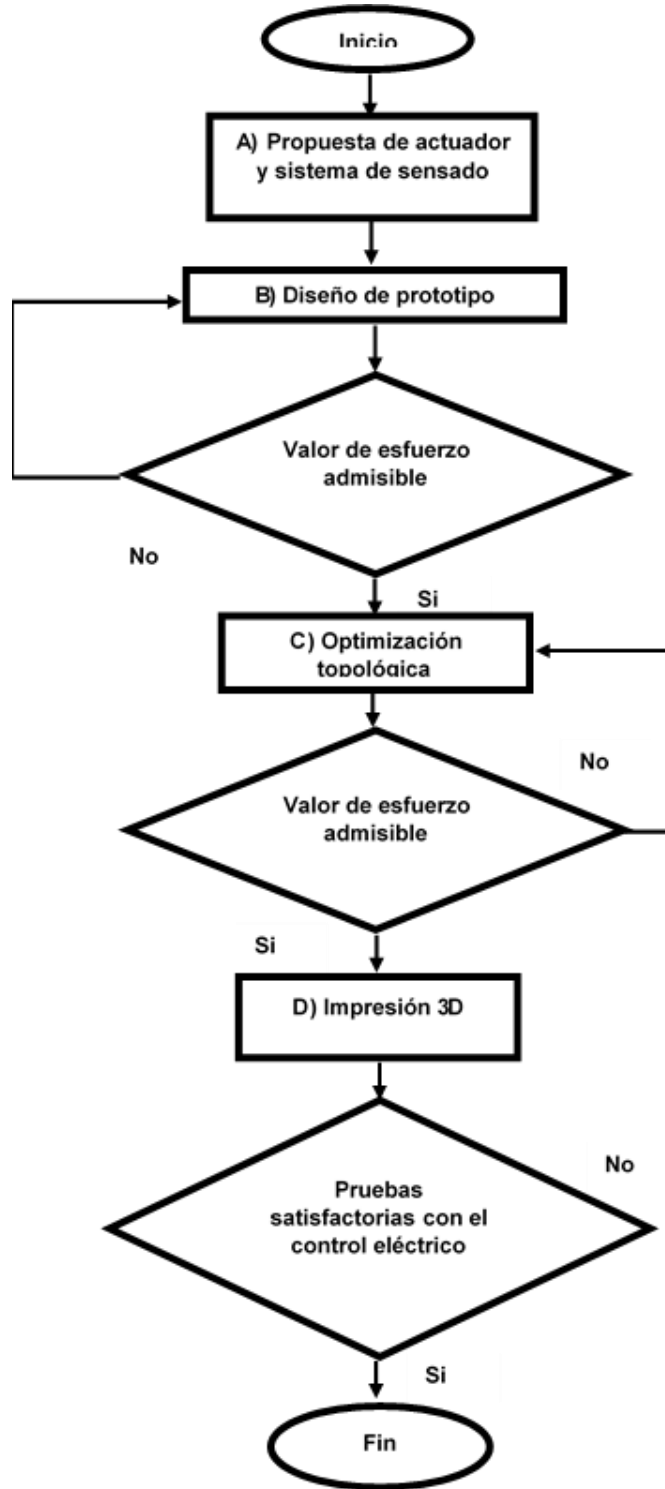 Inicio
A) Propuesta de actuador
y sistema de sensado
B) Diseño de prototipo
Valor de esfuerzo
admisible
No
Si
C) Optimización
topológica
No
Valor de esfuerzo
admisible
Si
D) Impresión 3D
No
Pruebas
satisfactorias con el
control eléctrico
Si
Fin